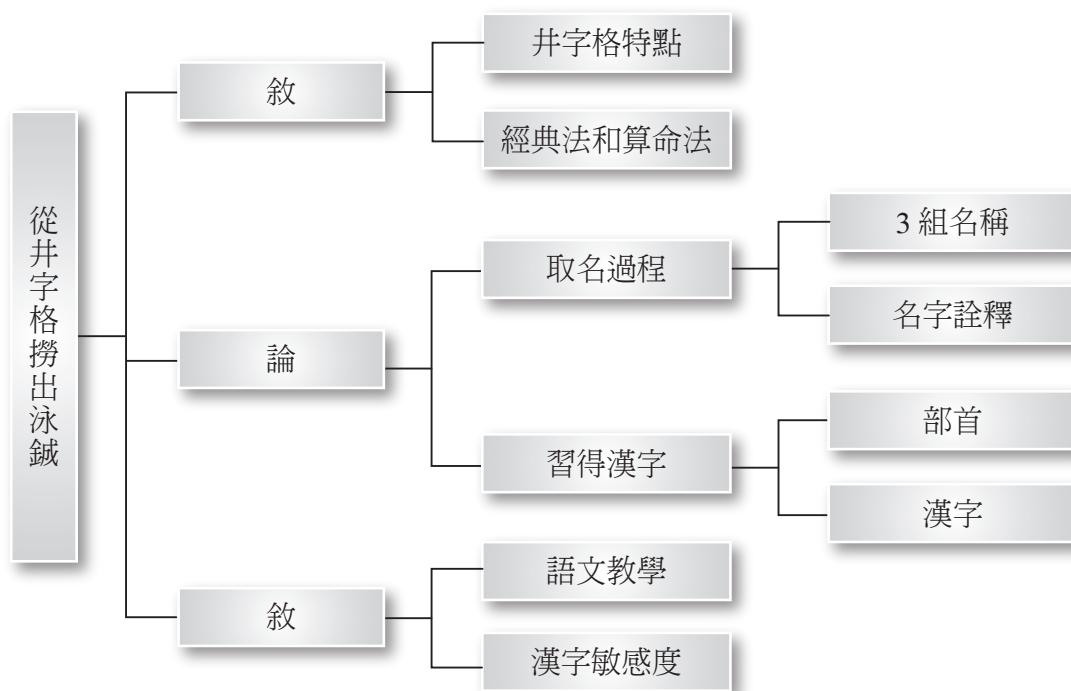 從井字格撈出泳鋮
敘
井字格特點
經典法和算命法
論
取名過程
3 組名稱
名字詮釋
習得漢字
部首
漢字
敘
語文教學
漢字敏感度